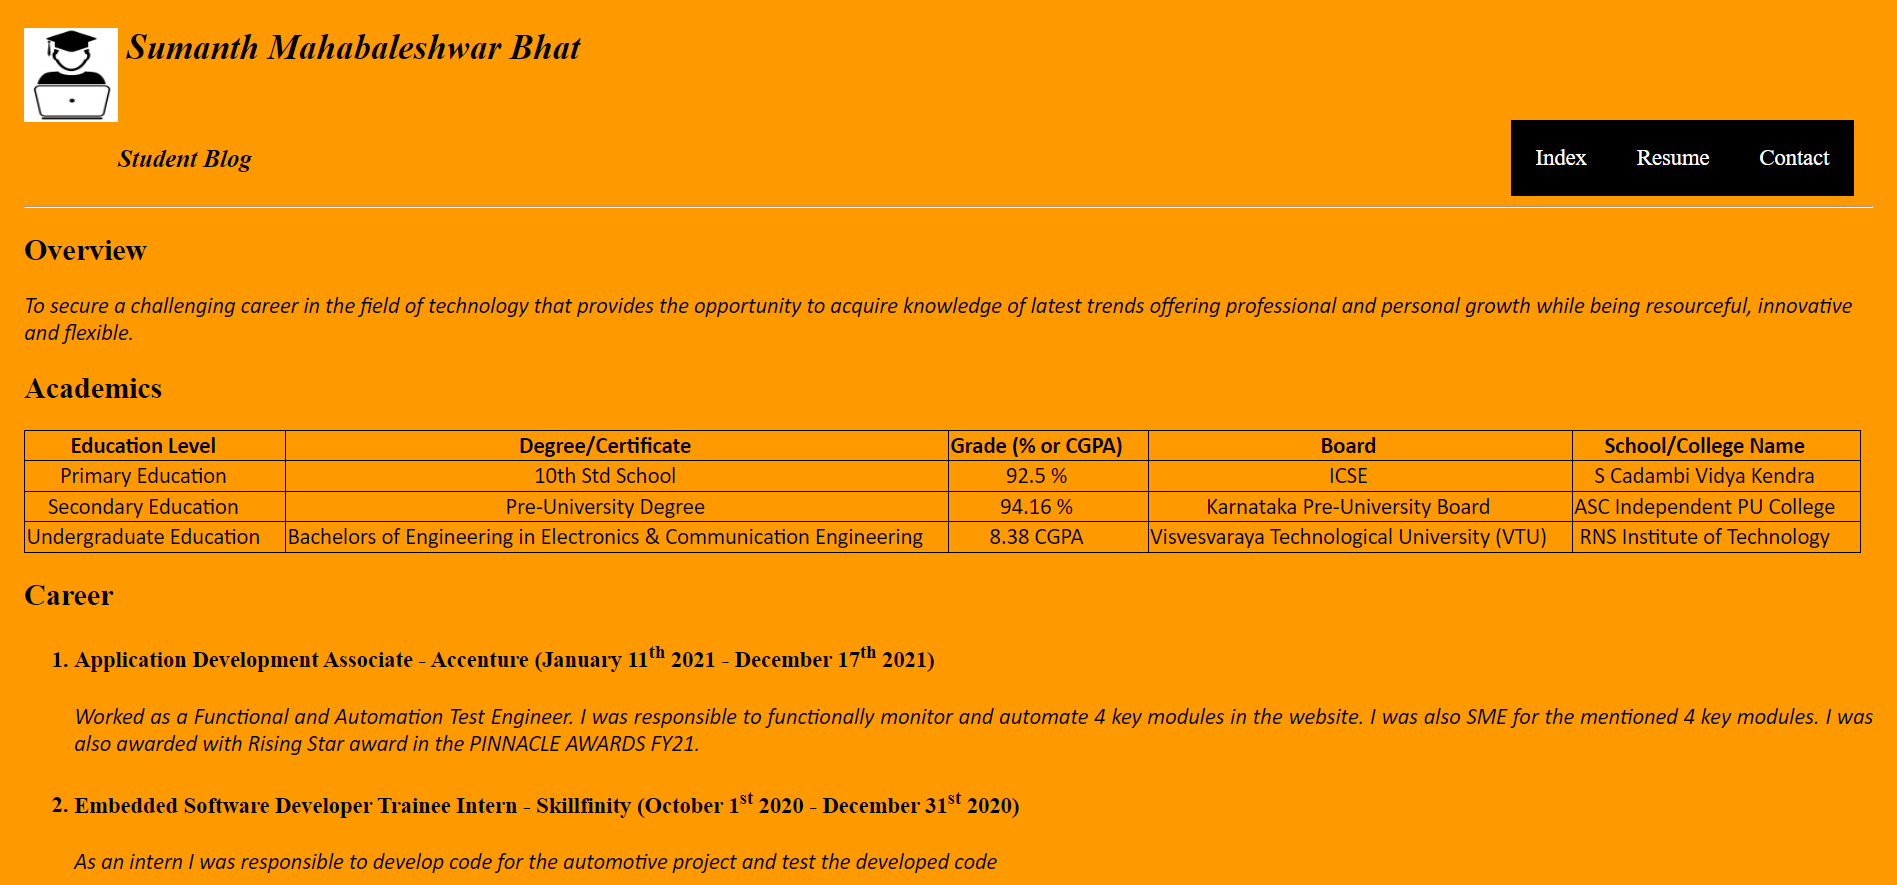 Sumanth Mahabaleshwar Bhat
Student Blog
Index Resume Contact
Overview
To secure a challenging career in the field of technology that provides the opportunity to acquire knowledge of latest trends offering professional and personal growth while being resourceful, innovative
and flexible.
Academics
Education Level Degree/Certificate Grade (% or CGPA) Board School/College Name
Primary Education 10th Std School 92.5 % ICSE S Cadambi Vidya Kendra
Secondary Education Pre-University Degree 94.16 % Karnataka Pre-University Board ASC Independent PU College
Undergraduate Education Bachelors of Engineering in Electronics & Communication Engineering 8.38 CGPA Visvesvaraya Technological University (VTU) RNS Institute of Technology
Career
1. Application Development Associate - Accenture (January 11th 2021 - December 17th 2021)
Worked as a Functional and Automation Test Engineer. I was responsible to functionally monitor and automate 4 key modules in the website. I was also SME for the mentioned 4 key modules. I was
also awarded with Rising Star award in the PINNACLE AWARDS FY21.
2. Embedded Software Developer Trainee Intern - Skillfinity (October 1st 2020 - December 31st 2020)
As an intern I was responsible to develop code for the automotive project and test the developed code